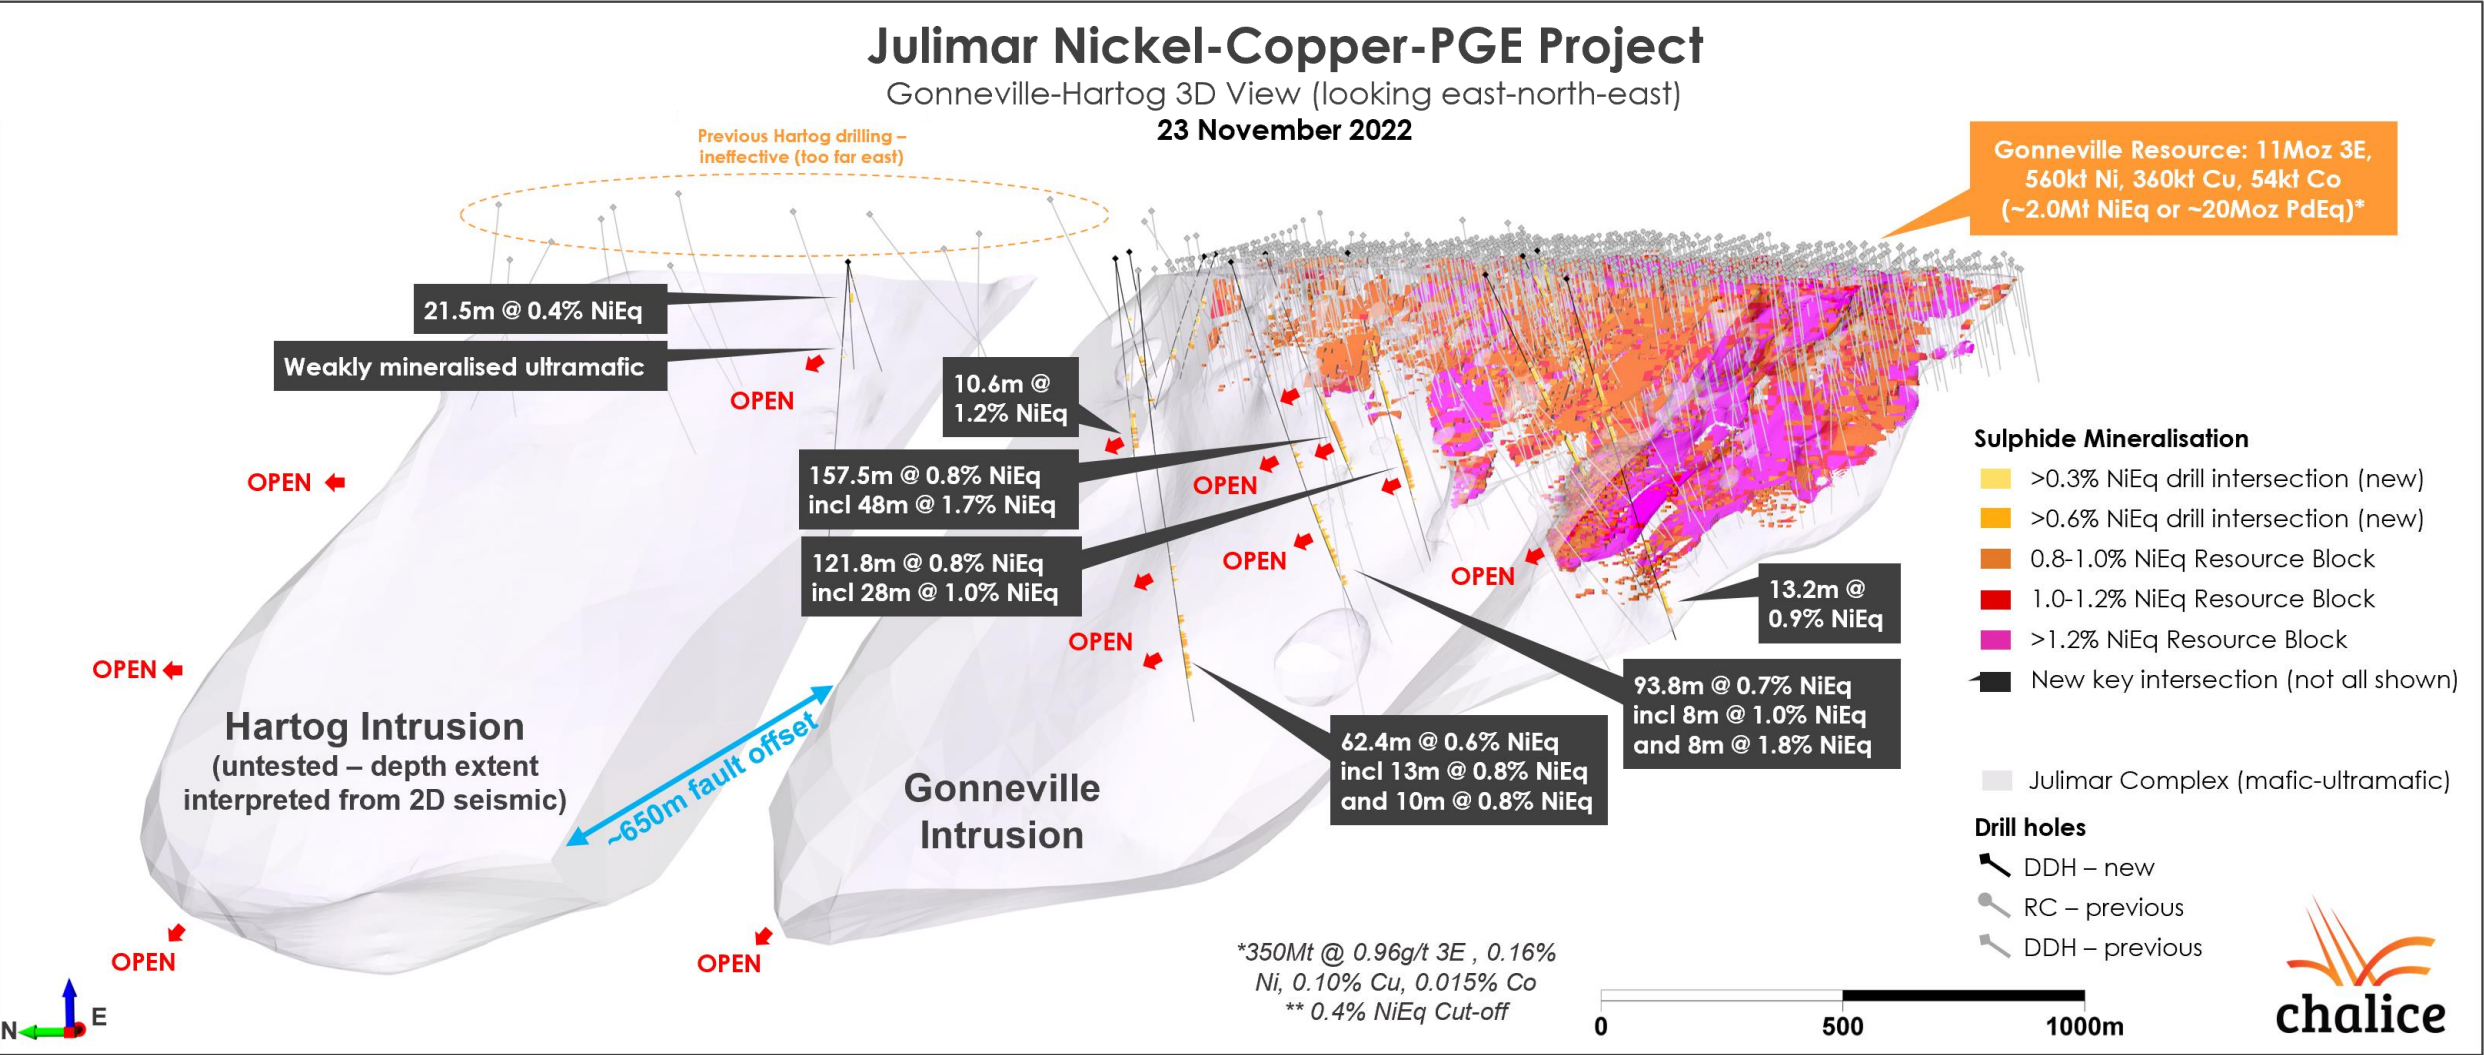 Julimar Nickel-Copper-PGE Project
Gonneville-Hartog 3D View (looking east-north-east)
23 November 2022
Previous Hartog drilling –
ineffective (too far east)
Gonneville Resource: 11Moz 3E,
560kt Ni, 360kt Cu, 54kt Co
(~2.0Mt NiEq or ~20Moz PdEq)*
21.5m @ 0.4% NiEq
Weakly mineralised ultramafic
OPEN
10.6m @
1.2% NiEq
OPEN
157.5m @ 0.8% NiEq
incl 48m @ 1.7% NiEq
OPEN
121.8m @ 0.8% NiEq
incl 28m @ 1.0% NiEq
OPEN
OPEN
13.2m @
0.9% NiEq
OPEN
OPEN
93.8m @ 0.7% NiEq
incl 8m @ 1.0% NiEq
and 8m @ 1.8% NiEq
62.4m @ 0.6% NiEq
incl 13m @ 0.8% NiEq
and 10m @ 0.8% NiEq
Hartog Intrusion
(untested – depth extent
interpreted from 2D seismic)
~650m fault offset
Gonneville
Intrusion
OPEN
OPEN
Sulphide Mineralisation
>0.3% NiEq drill intersection (new)
>0.6% NiEq drill intersection (new)
0.8-1.0% NiEq Resource Block
1.0-1.2% NiEq Resource Block
>1.2% NiEq Resource Block
New key intersection (not all shown)
Julimar Complex (mafic-ultramafic)
Drill holes
DDH – new
RC – previous
DDH – previous
*350Mt @ 0.96g/t 3E , 0.16%
Ni, 0.10% Cu, 0.015% Co
** 0.4% NiEq Cut-off
0 500 1000m
chalice
N E